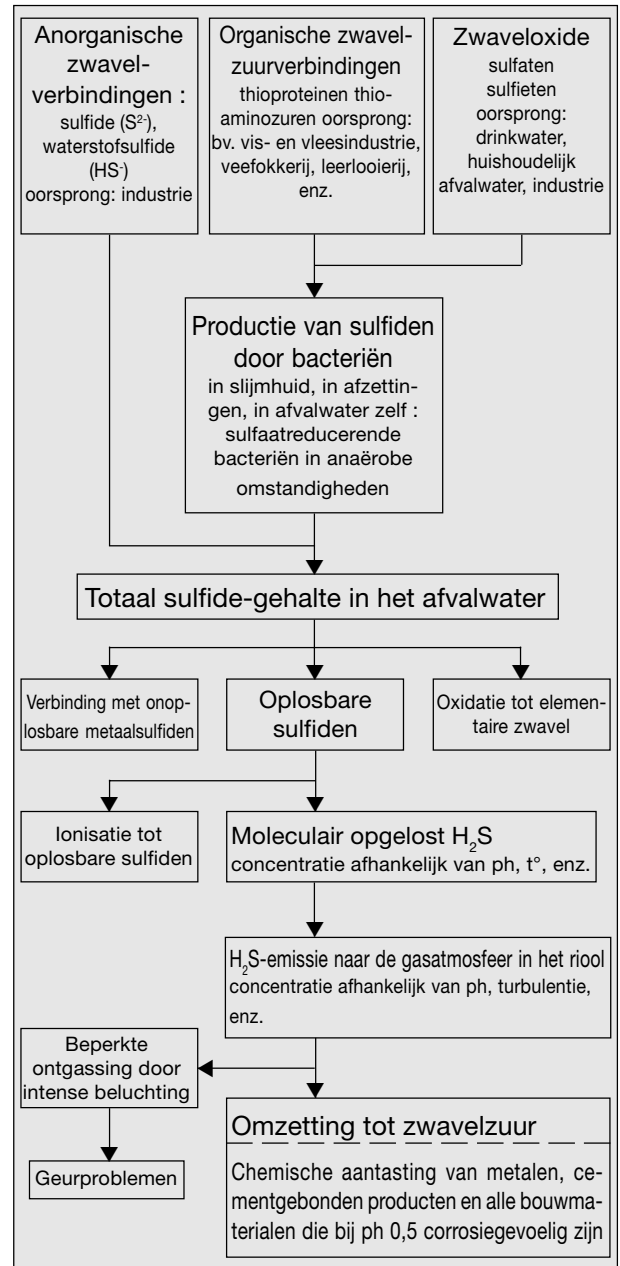 Anorganische
zwavel-
verbindingen :
sulfide (S²⁻),
waterstofsulfide
(HS⁻)
oorsprong: industrie
Organische zwavel-
zuurverbindingen
thioproteinen thio-
aminozuren oorsprong:
bv. vis- en vleesindustrie,
veefokkerij, leerlooierij,
enz.
Zwaveloxide
sulfaten
sulfieten
oorsprong:
drinkwater,
huishoudelijk
afvalwater, industrie
Productie van sulfiden
door bacteriën
in slijmhuid, in afzettin-
gen, in afvalwater zelf :
sulfaatreducerende
bacteriën in anaërobe
omstandigheden
Totaal sulfide-gehalte in het afvalwater
Verbinding met onop-
losbare metaalsulfiden
Oplosbare
sulfiden
Oxidatie tot elemen-
taire zwavel
Ionisatie tot
oplosbare sulfiden
Moleculair opgelost H₂S
concentratie afhankelijk van ph, t°, enz.
H₂S-emissie naar de gasatmosfeer in het riool
concentratie afhankelijk van ph, turbulentie,
enz.
Beperkte
ontgassing door
intense beluchting
Geurproblemen
Omzetting tot zwavelzuur
Chemische aantasting van metalen, ce-
mentgebonden producten en alle bouwma-
terialen die bij ph 0,5 corrosiegevoelig zijn